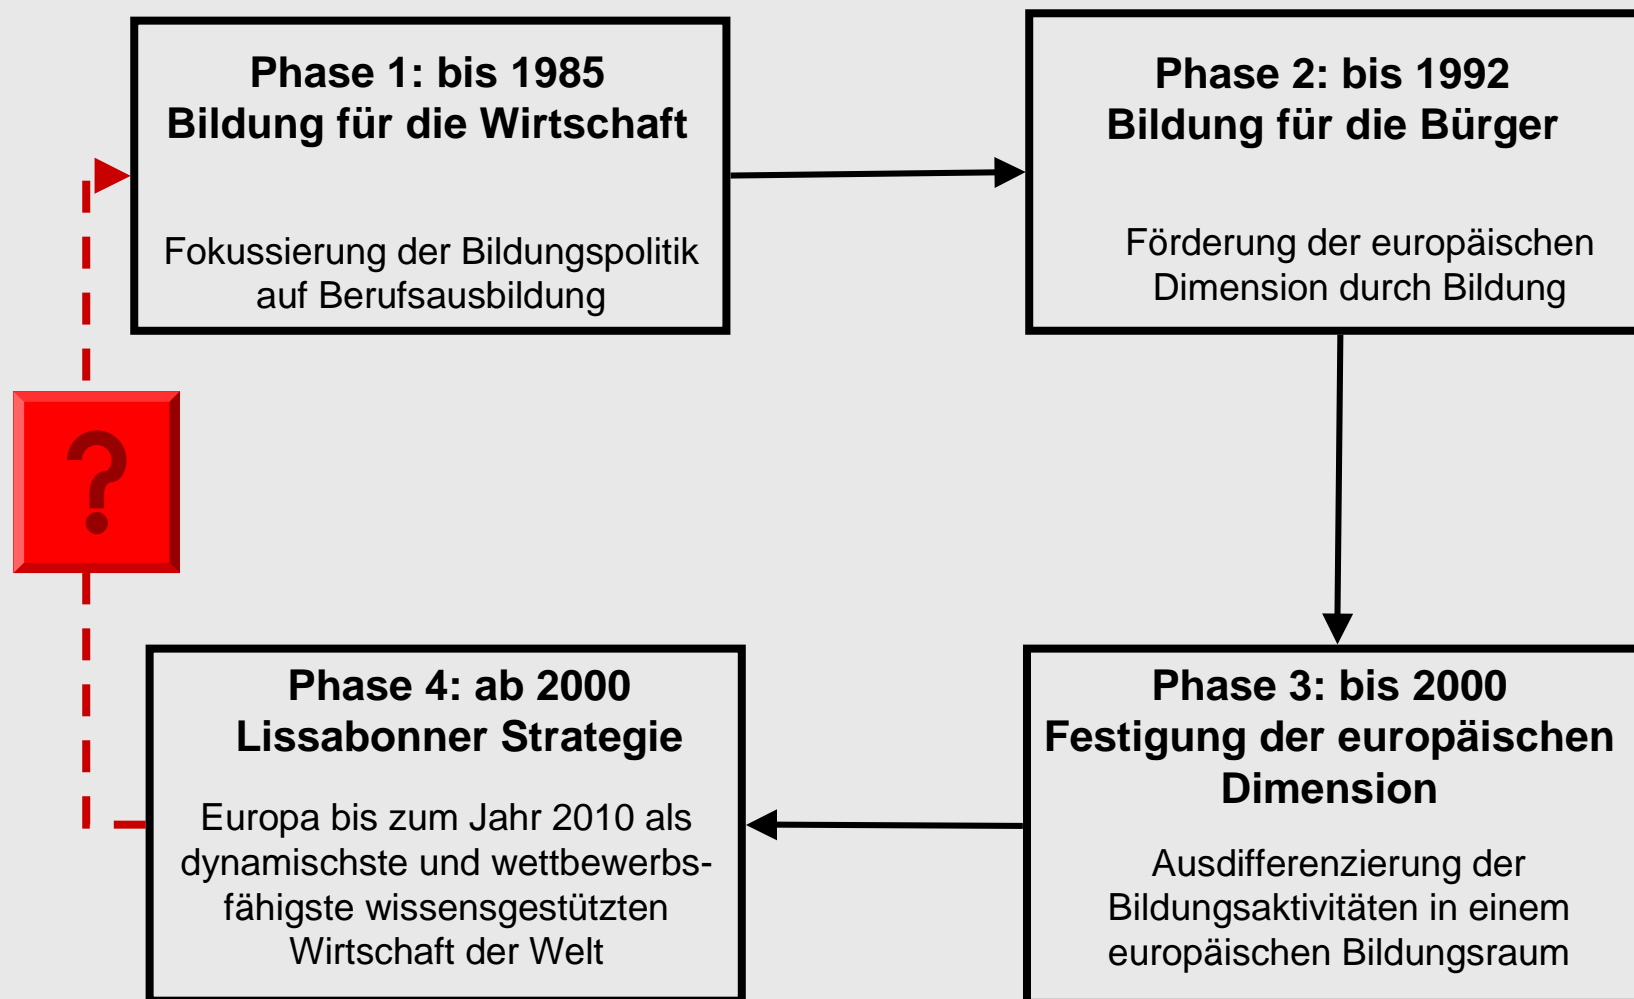 Phase 1: bis 1985
Bildung für die Wirtschaft
Fokussierung der Bildungspolitik
auf Berufsausbildung
Phase 2: bis 1992
Bildung für die Bürger
Förderung der europäischen
Dimension durch Bildung
?
Phase 4: ab 2000
Lissabonner Strategie
Europa bis zum Jahr 2010 als
dynamischste und wettbewerbs-
fähigste wissensgestützten
Wirtschaft der Welt
Phase 3: bis 2000
Festigung der europäischen
Dimension
Ausdifferenzierung der
Bildungsaktivitäten in einem
europäischen Bildungsraum